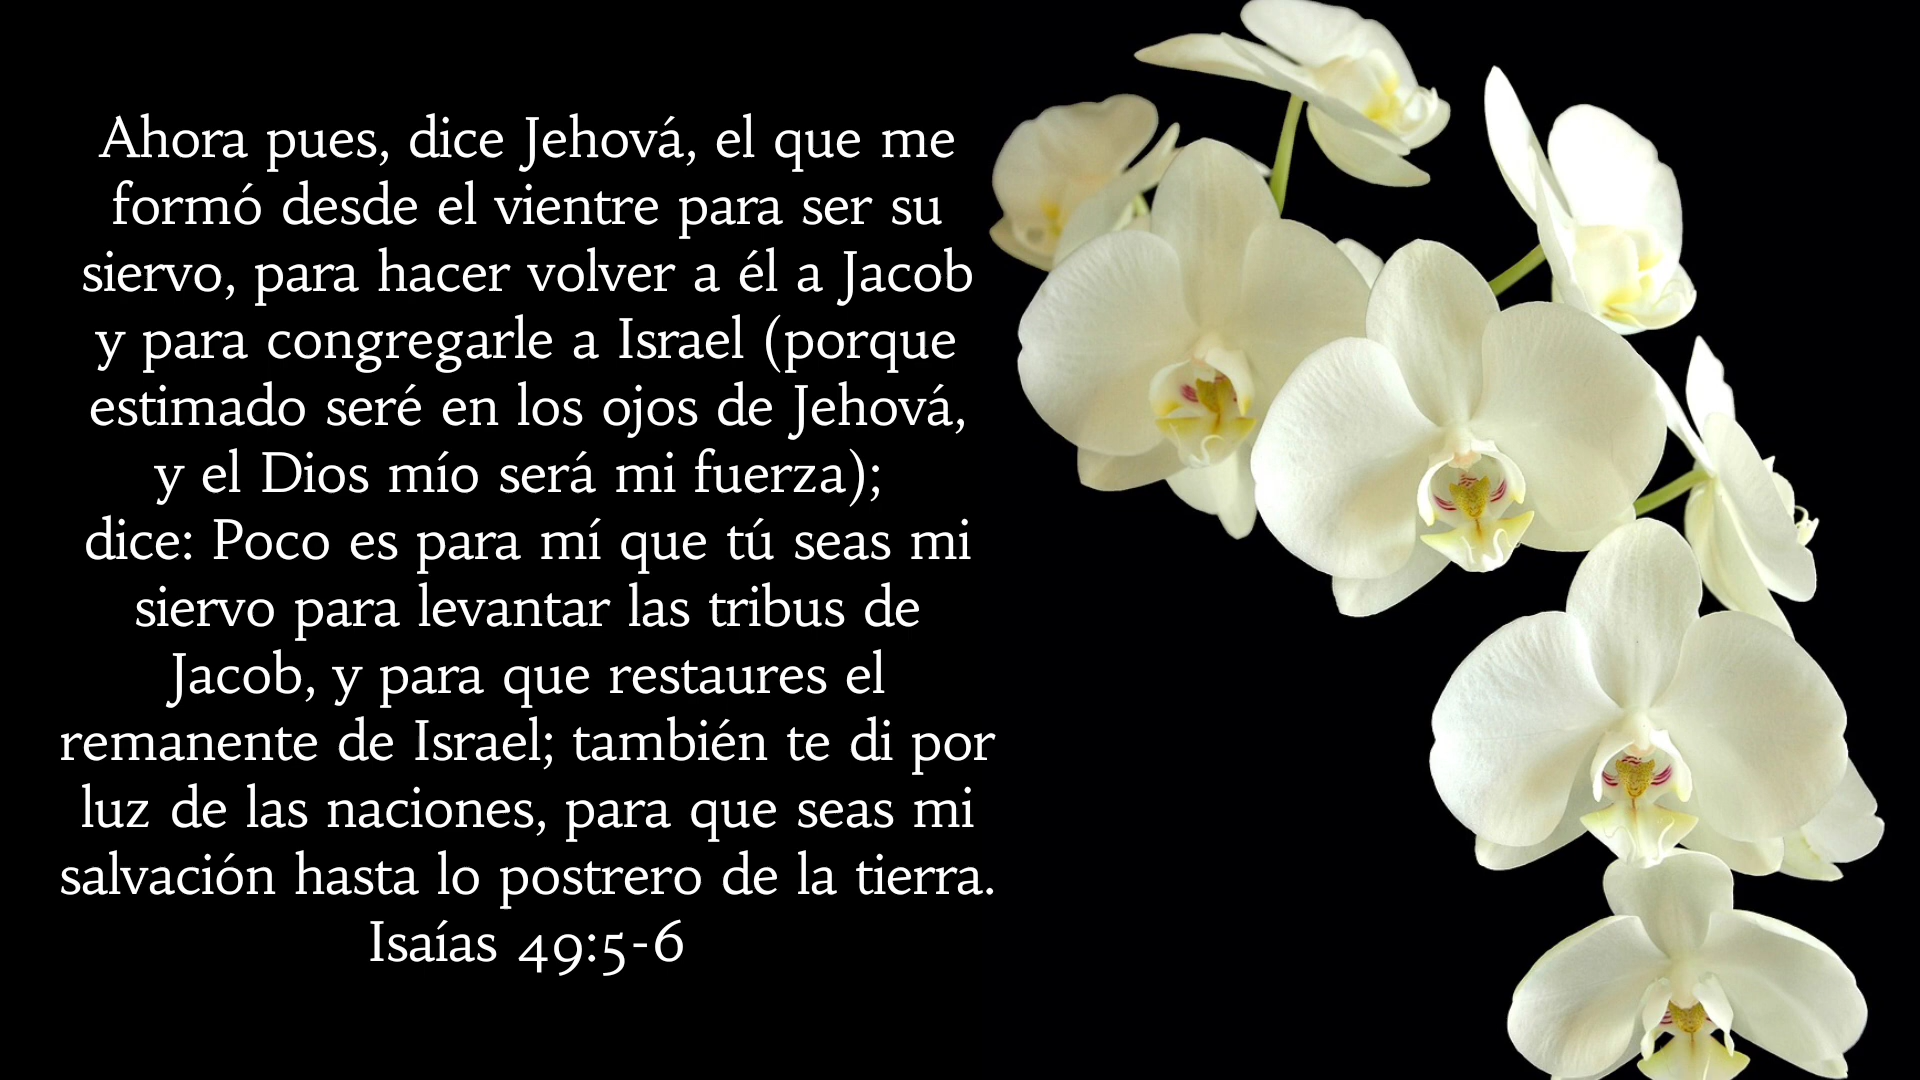 Ahora pues, dice Jehová, el que me
formó desde el vientre para ser su
siervo, para hacer volver a él a Jacob
y para congregarle a Israel (porque
estimado seré en los ojos de Jehová,
y el Dios mío será mi fuerza);
dice: Poco es para mí que tú seas mi
siervo para levantar las tribus de
Jacob, y para que restaures el
remanente de Israel; también te di por
luz de las naciones, para que seas mi
salvación hasta lo postrero de la tierra.
Isaías 49:5-6